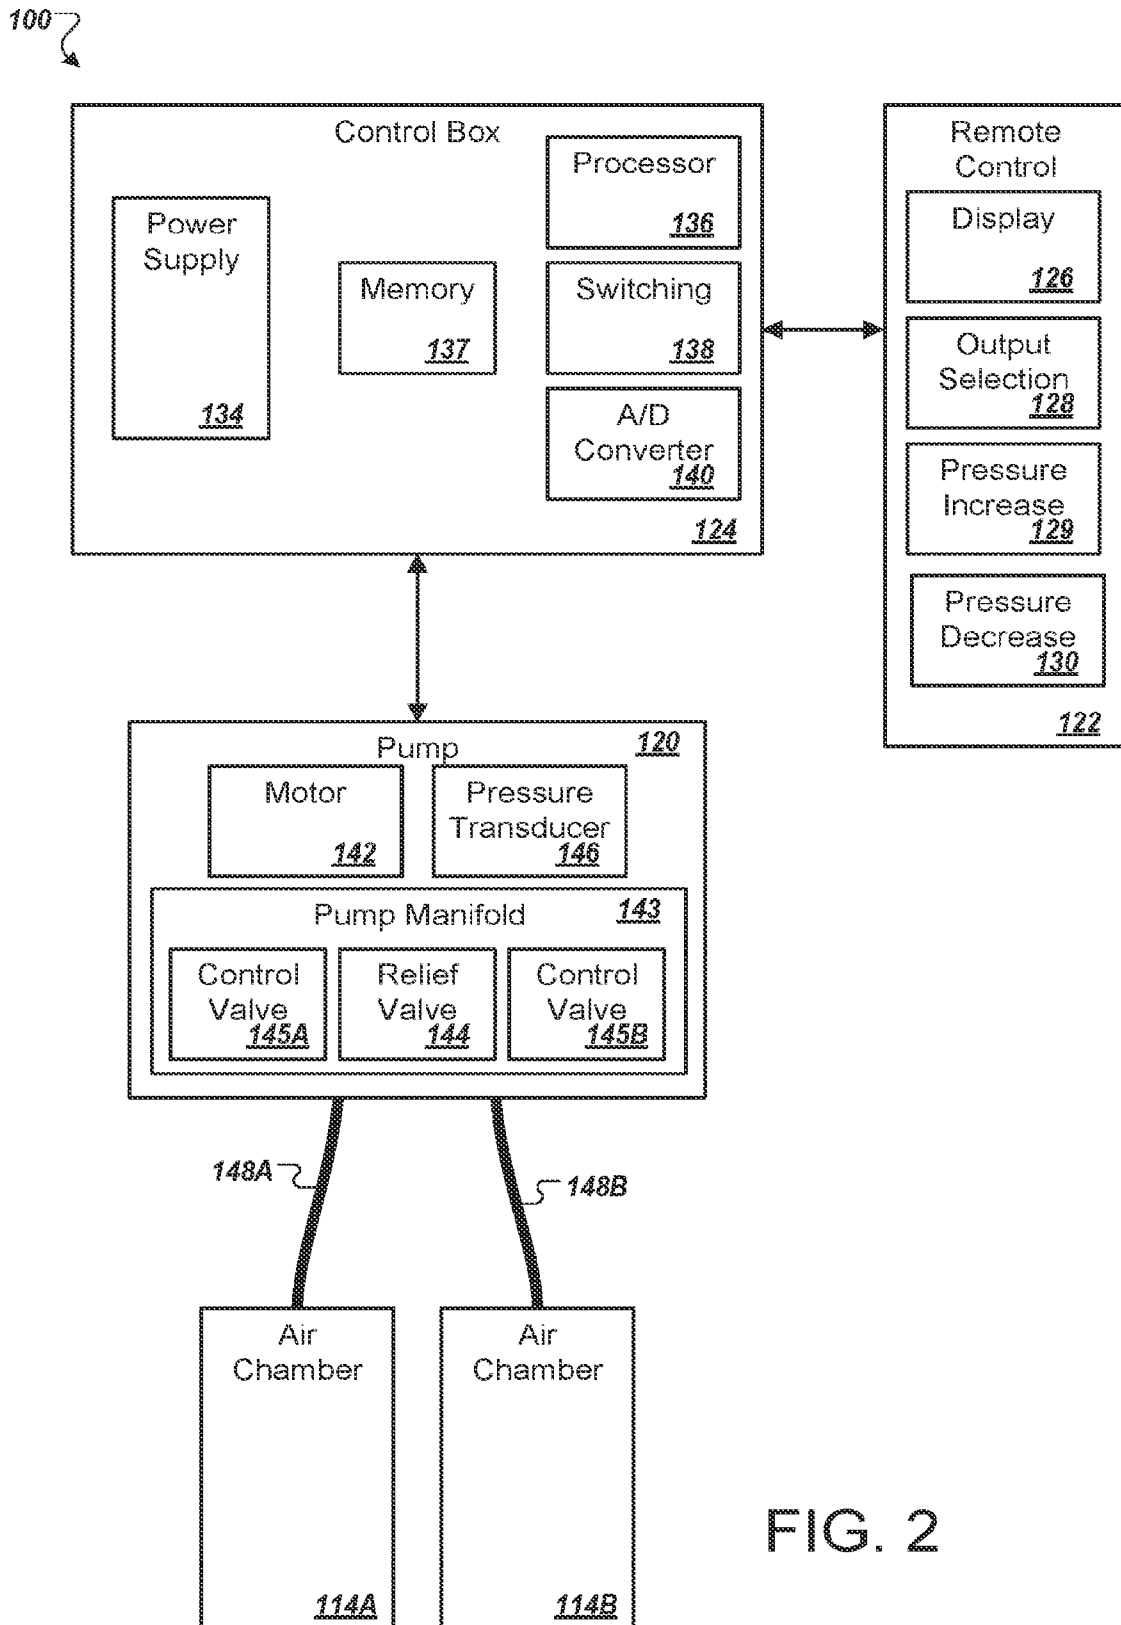 100
Control Box
Power
Supply
134
Memory
137
Processor
136
Switching
138
A/D
Converter
140
124
Remote
Control
Display
126
Output
Selection
128
Pressure
Increase
129
Pressure
Decrease
130
122
Pump
120
Motor
142
Pressure
Transducer
146
Pump Manifold
143
Control
Valve
145A
Relief
Valve
144
Control
Valve
145B
148A
148B
Air
Chamber
114A
Air
Chamber
114B
FIG. 2